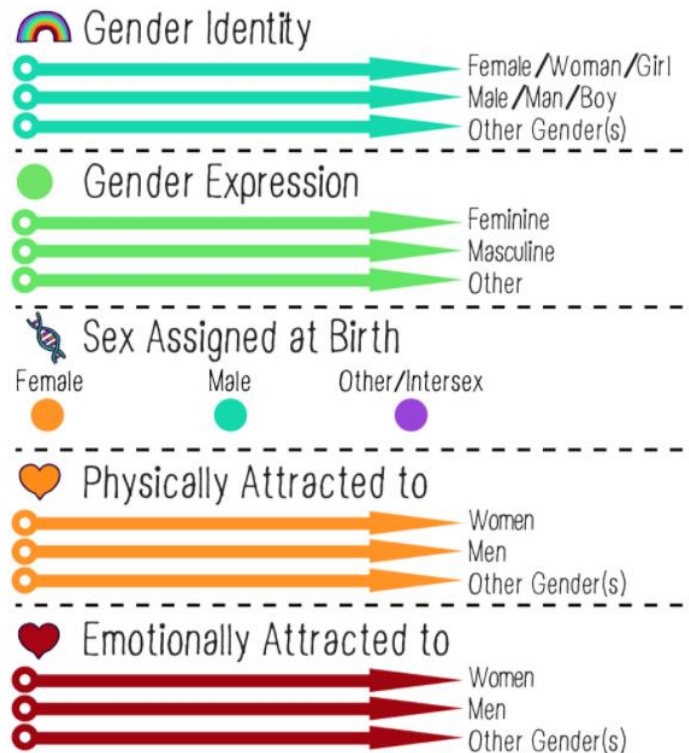 Gender Identity
Female/Woman/Girl
Male/Man/Boy
Other Gender(s)
Gender Expression
Feminine
Masculine
Other
Sex Assigned at Birth
Female Male Other/Intersex
Physically Attracted to
Women
Men
Other Gender(s)
Emotionally Attracted to
Women
Men
Other Gender(s)